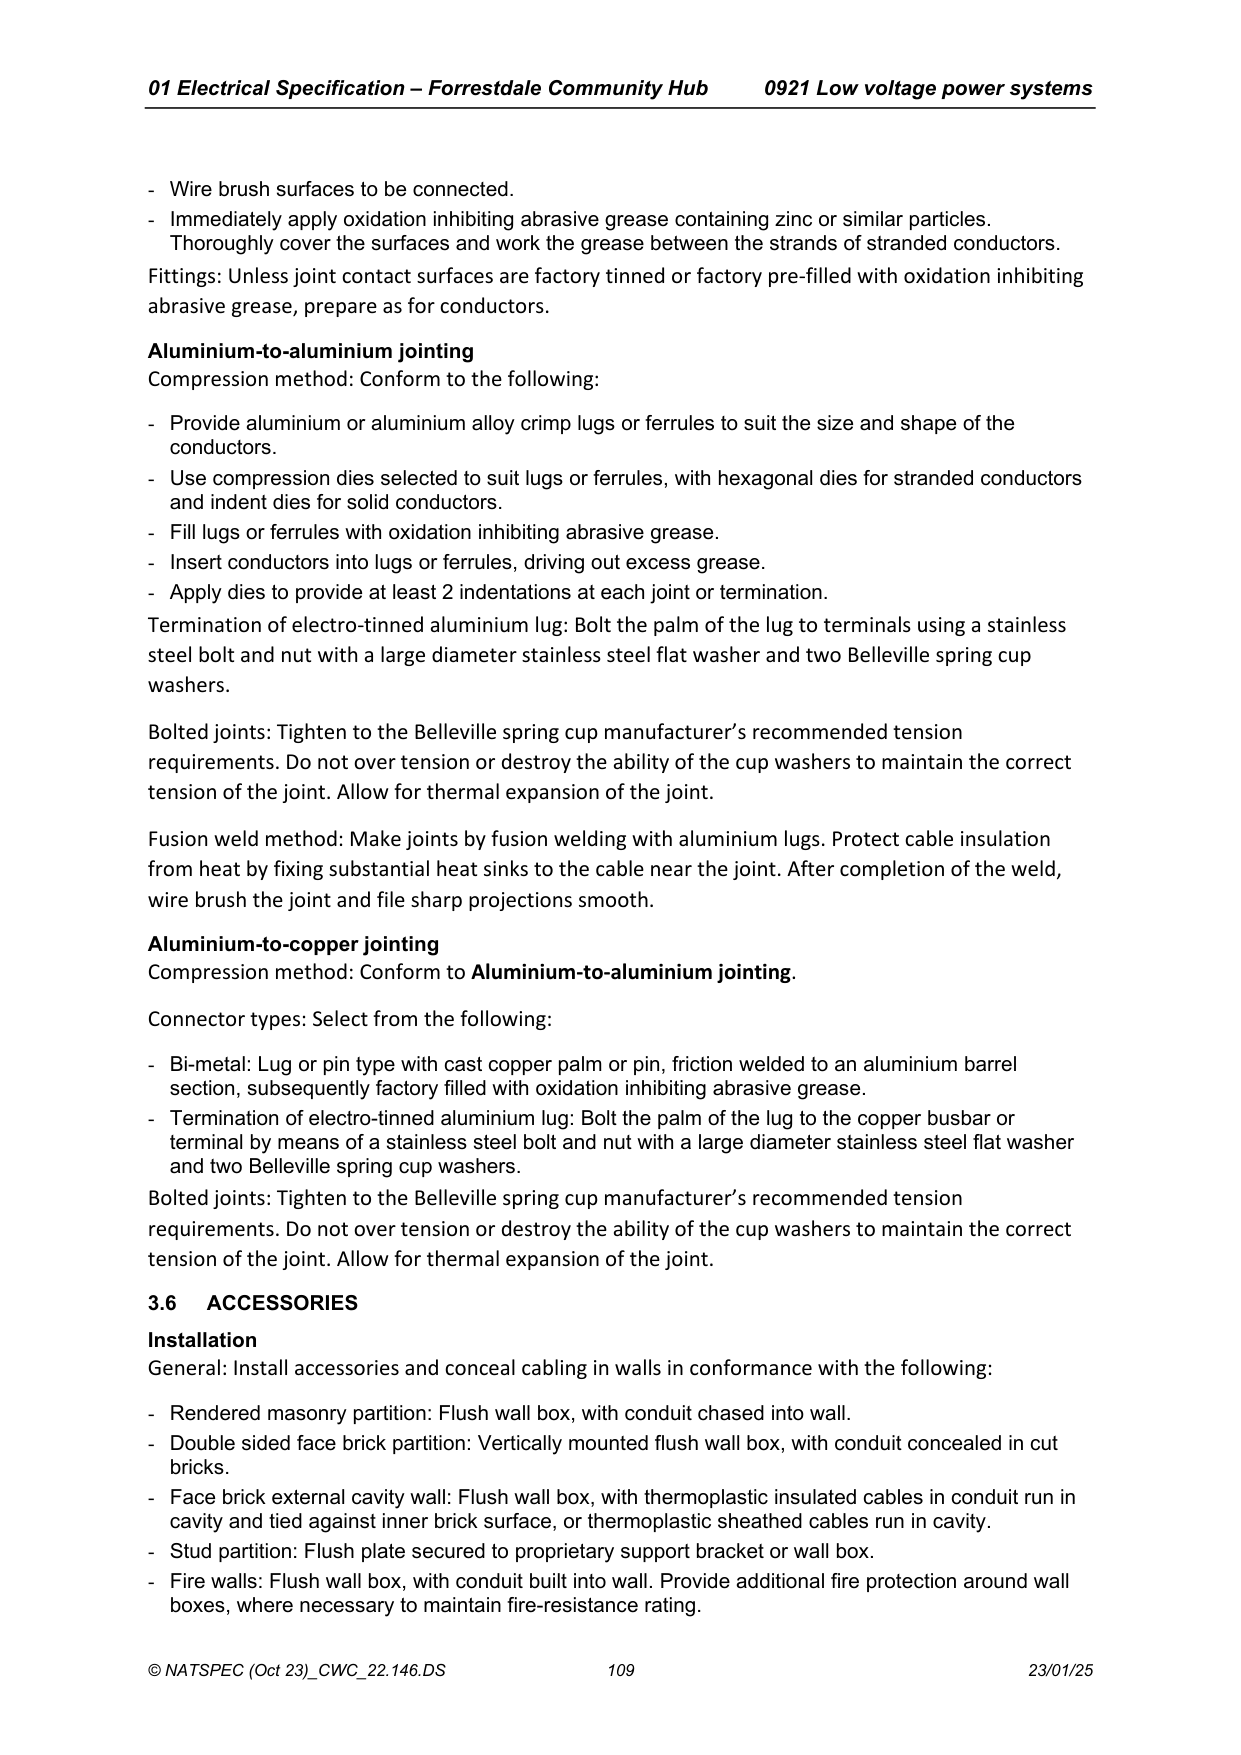 01 Electrical Specification – Forrestdale Community Hub 0921 Low voltage power systems
- Wire brush surfaces to be connected.
- Immediately apply oxidation inhibiting abrasive grease containing zinc or similar particles.
Thoroughly cover the surfaces and work the grease between the strands of stranded conductors.
Fittings: Unless joint contact surfaces are factory tinned or factory pre-filled with oxidation inhibiting
abrasive grease, prepare as for conductors.
Aluminium-to-aluminium jointing
Compression method: Conform to the following:
- Provide aluminium or aluminium alloy crimp lugs or ferrules to suit the size and shape of the
conductors.
- Use compression dies selected to suit lugs or ferrules, with hexagonal dies for stranded conductors
and indent dies for solid conductors.
- Fill lugs or ferrules with oxidation inhibiting abrasive grease.
- Insert conductors into lugs or ferrules, driving out excess grease.
- Apply dies to provide at least 2 indentations at each joint or termination.
Termination of electro-tinned aluminium lug: Bolt the palm of the lug to terminals using a stainless
steel bolt and nut with a large diameter stainless steel flat washer and two Belleville spring cup
washers.
Bolted joints: Tighten to the Belleville spring cup manufacturer’s recommended tension
requirements. Do not over tension or destroy the ability of the cup washers to maintain the correct
tension of the joint. Allow for thermal expansion of the joint.
Fusion weld method: Make joints by fusion welding with aluminium lugs. Protect cable insulation
from heat by fixing substantial heat sinks to the cable near the joint. After completion of the weld,
wire brush the joint and file sharp projections smooth.
Aluminium-to-copper jointing
Compression method: Conform to Aluminium-to-aluminium jointing.
Connector types: Select from the following:
- Bi-metal: Lug or pin type with cast copper palm or pin, friction welded to an aluminium barrel
section, subsequently factory filled with oxidation inhibiting abrasive grease.
- Termination of electro-tinned aluminium lug: Bolt the palm of the lug to the copper busbar or
terminal by means of a stainless steel bolt and nut with a large diameter stainless steel flat washer
and two Belleville spring cup washers.
Bolted joints: Tighten to the Belleville spring cup manufacturer’s recommended tension
requirements. Do not over tension or destroy the ability of the cup washers to maintain the correct
tension of the joint. Allow for thermal expansion of the joint.
3.6 ACCESSORIES
Installation
General: Install accessories and conceal cabling in walls in conformance with the following:
- Rendered masonry partition: Flush wall box, with conduit chased into wall.
- Double sided face brick partition: Vertically mounted flush wall box, with conduit concealed in cut
bricks.
- Face brick external cavity wall: Flush wall box, with thermoplastic insulated cables in conduit run in
cavity and tied against inner brick surface, or thermoplastic sheathed cables run in cavity.
- Stud partition: Flush plate secured to proprietary support bracket or wall box.
- Fire walls: Flush wall box, with conduit built into wall. Provide additional fire protection around wall
boxes, where necessary to maintain fire-resistance rating.
© NATSPEC (Oct 23)_CWC_22.146.DS 109 23/01/25